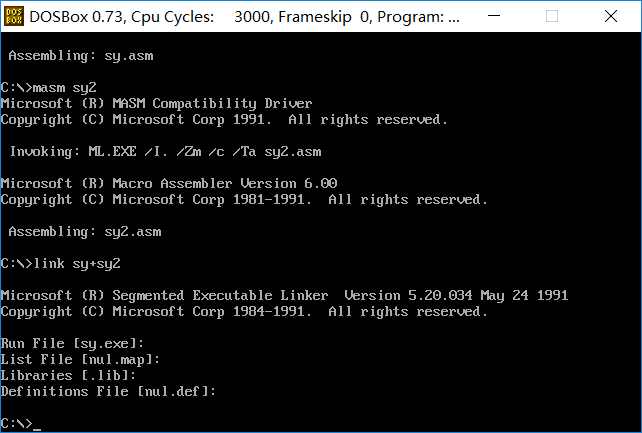 DOS BOX DOSBox 0.73, Cpu Cycles: 3000, Frameskip 0, Program: ...
Assembling: sy.asm
C:\>masm sy2
Microsoft (R) MASM Compatibility Driver
Copyright (C) Microsoft Corp 1991. All rights reserved.
Invoking: ML.EXE /I. /Zm /c /Ta sy2.asm
Microsoft (R) Macro Assembler Version 6.00
Copyright (C) Microsoft Corp 1981-1991. All rights reserved.
Assembling: sy2.asm
C:\>link sy+sy2
Microsoft (R) Segmented Executable Linker Version 5.20.034 May 24 1991
Copyright (C) Microsoft Corp 1984-1991. All rights reserved.
Run File [sy.exe]:
List File [nul.map]:
Libraries [.lib]:
Definitions File [nul.def]:
C:\>_